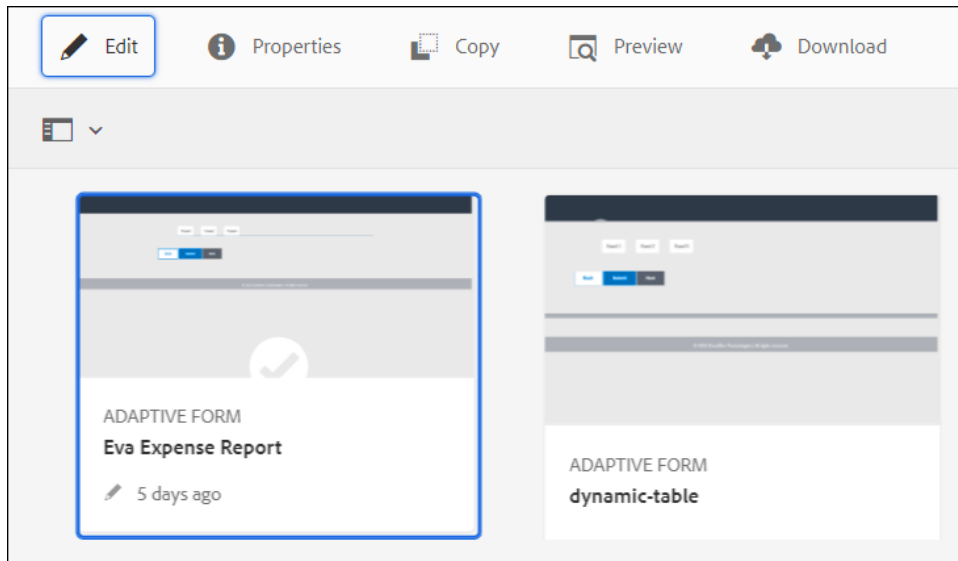 Edit
Properties
Copy
Preview
Download
ADAPTIVE FORM
Eva Expense Report
5 days ago
ADAPTIVE FORM
dynamic-table